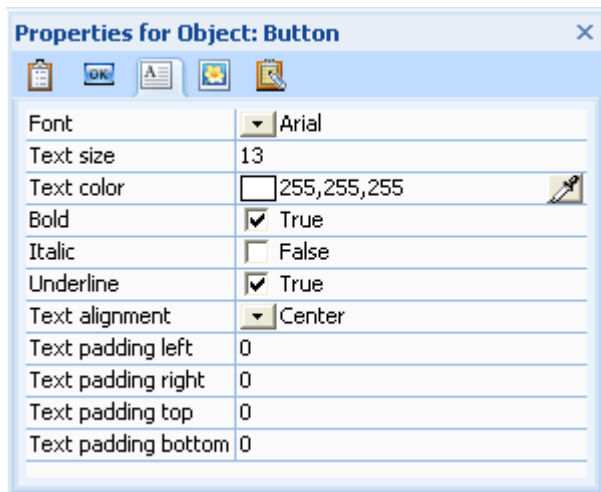 Properties for Object: Button
OK
A
Font Arial
Text size 13
Text color 255,255,255
Bold True
Italic False
Underline True
Text alignment Center
Text padding left 0
Text padding right 0
Text padding top 0
Text padding bottom 0